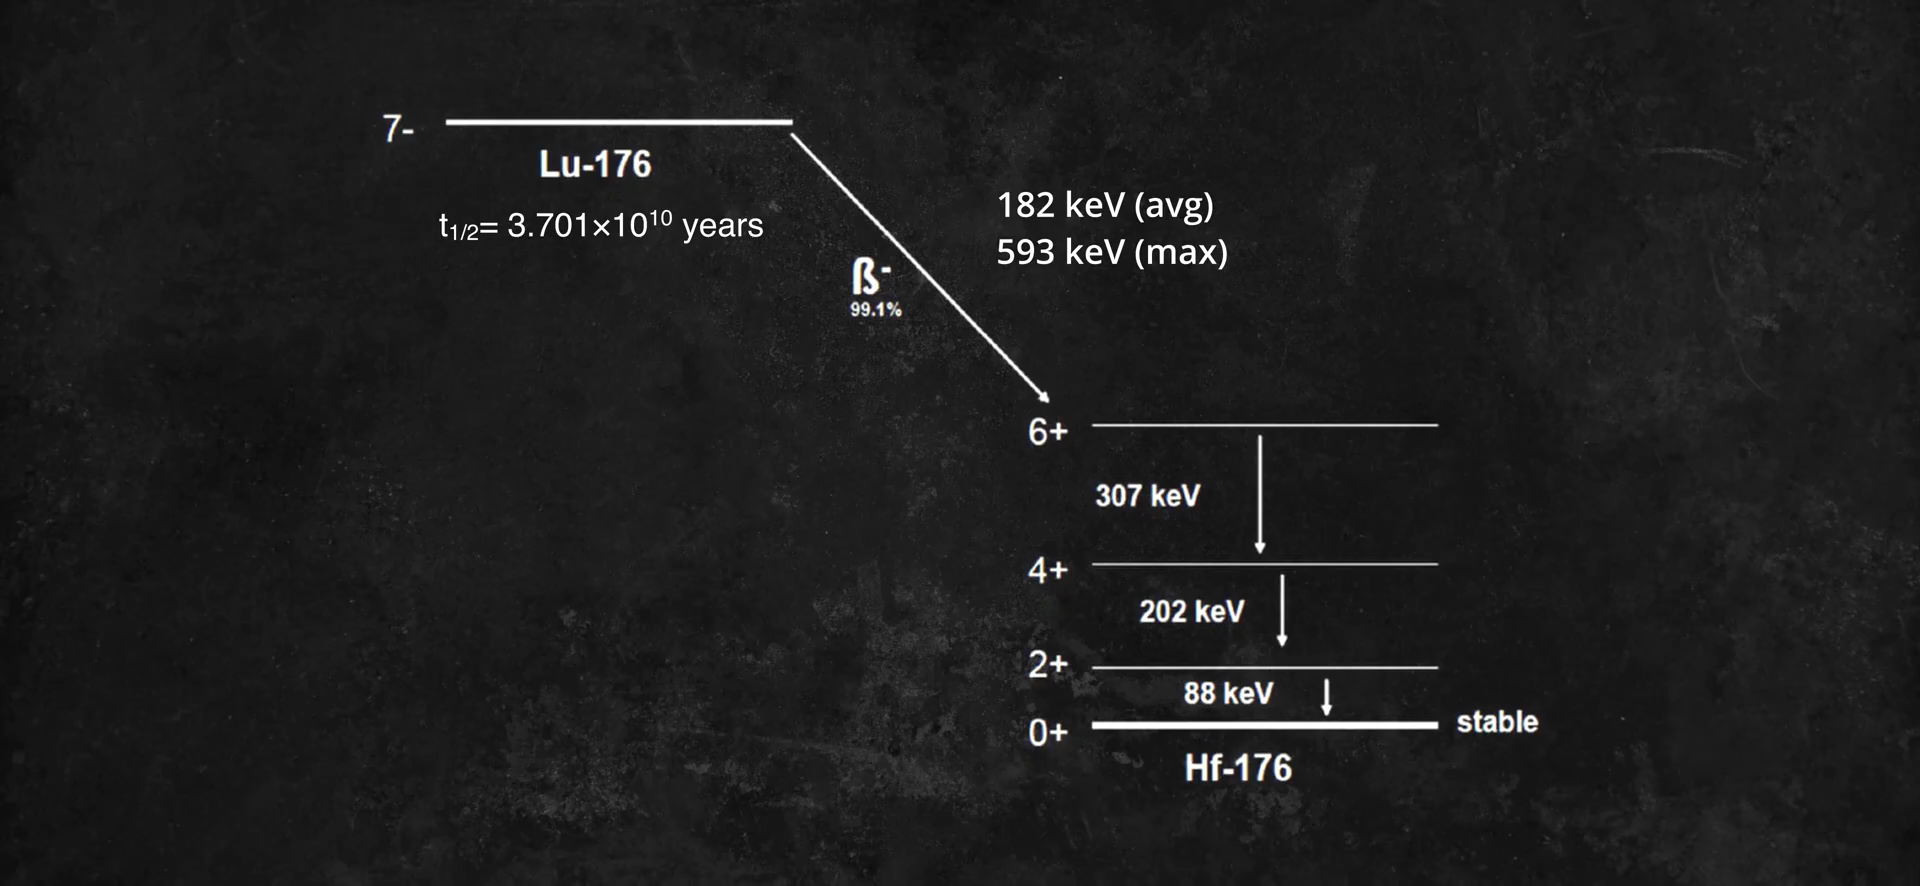 7-
Lu-176
t1/2= 3.701×10¹⁰ years
182 keV (avg)
593 keV (max)
ß-
99.1%
6+
307 keV
4+
202 keV
2+
88 keV
0+
stable
Hf-176